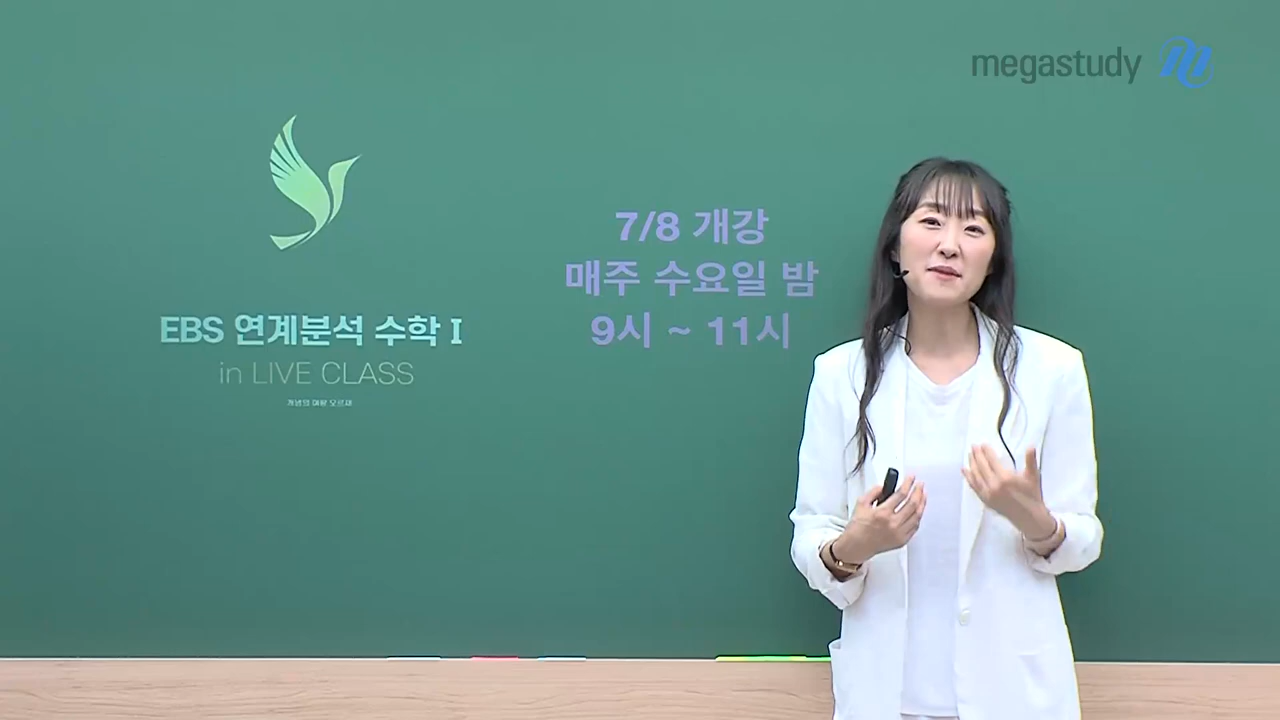 megastudy
EBS 연계분석 수학 I
in LIVE CLASS
7/8 개강
매주 수요일 밤
9시 ~ 11시